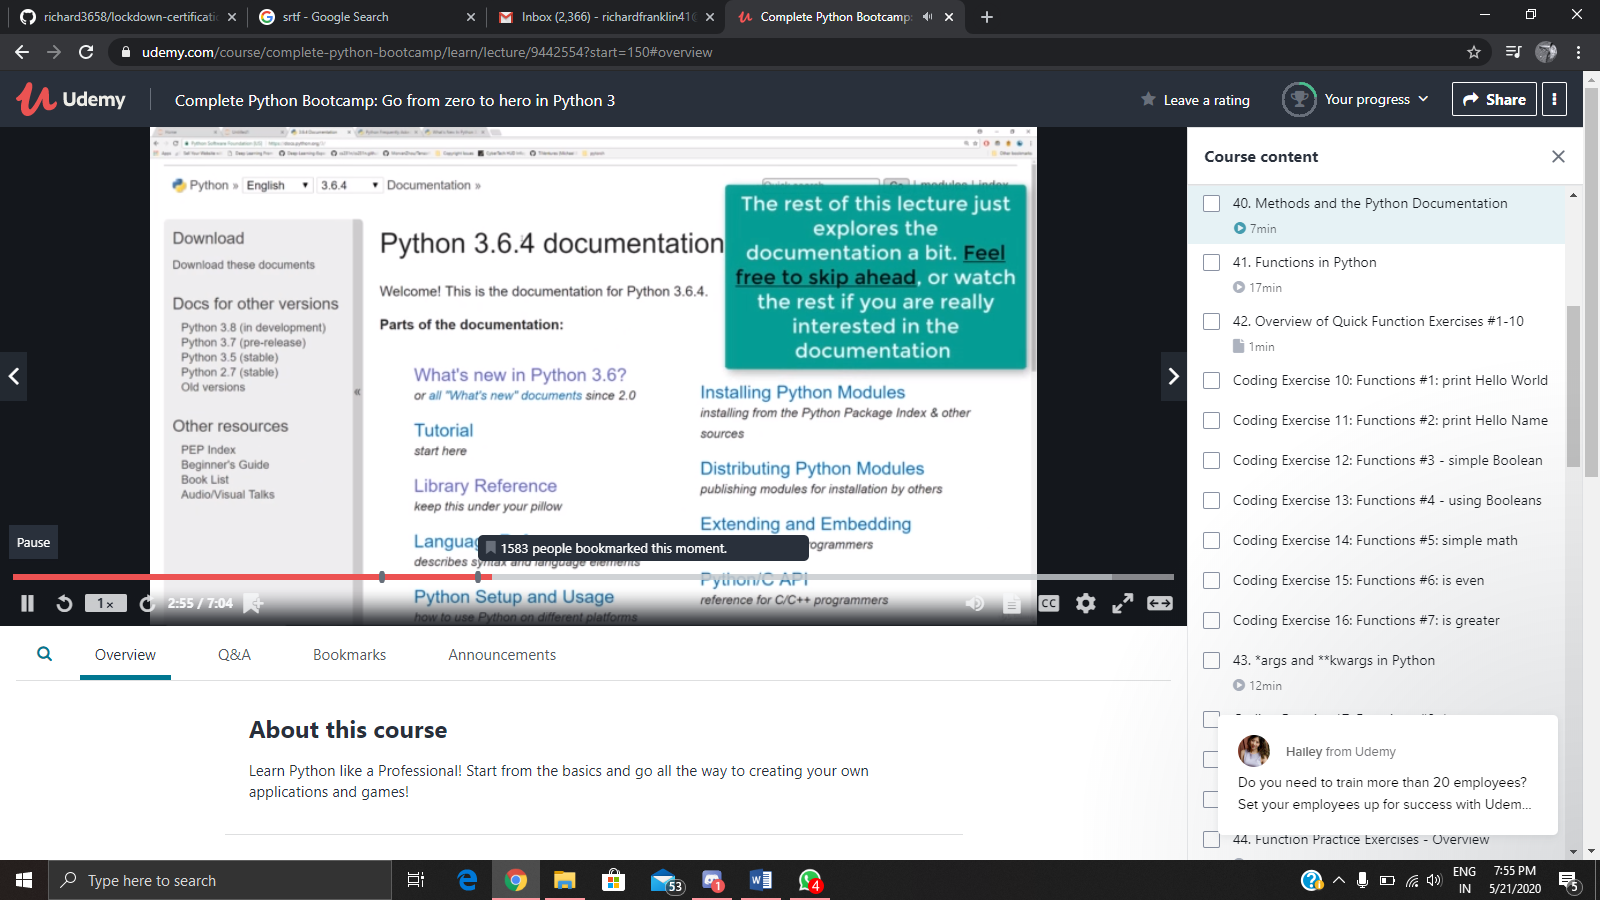 richard3658/lockdown-certificatic
srtf - Google Search
Inbox (2,366) - richardfranklin41@
Complete Python Bootcamp:
udemy.com/course/complete-python-bootcamp/learn/lecture/9442554?start=150#overview
Udemy
Complete Python Bootcamp: Go from zero to hero in Python 3
Leave a rating
Your progress
Share
Python » English 3.6.4 Documentation »
Download
Download these documents
Docs for other versions
Python 3.8 (in development)
Python 3.7 (pre-release)
Python 3.5 (stable)
Python 2.7 (stable)
Old versions
Other resources
PEP Index
Beginner's Guide
Book List
Audio/Visual Talks
«
Python 3.6.4 documentation
Welcome! This is the documentation for Python 3.6.4.
Parts of the documentation:
What's new in Python 3.6?
or all "What's new" documents since 2.0
Tutorial
start here
Library Reference
keep this under your pillow
describes syntax and language elements
Python Setup and Usage
how to use Python on different platforms
Installing Python Modules
installing from the Python Package Index & other
sources
Distributing Python Modules
publishing modules for installation by others
Extending and Embedding
Python/C API
reference for C/C++ programmers
The rest of this lecture just
explores the
documentation a bit. Feel
free to skip ahead, or watch
the rest if you are really
interested in the
documentation
1583 people bookmarked this moment.
Pause
1x
2:55 / 7:04
CC
Course content
40. Methods and the Python Documentation
7min
41. Functions in Python
17min
42. Overview of Quick Function Exercises #1-10
1min
Coding Exercise 10: Functions #1: print Hello World
Coding Exercise 11: Functions #2: print Hello Name
Coding Exercise 12: Functions #3 - simple Boolean
Coding Exercise 13: Functions #4 - using Booleans
Coding Exercise 14: Functions #5: simple math
Coding Exercise 15: Functions #6: is even
Coding Exercise 16: Functions #7: is greater
43. *args and **kwargs in Python
12min
Hailey from Udemy
Do you need to train more than 20 employees?
Set your employees up for success with Udem...
44. Function Practice Exercises - Overview
Overview
Q&A
Bookmarks
Announcements
About this course
Learn Python like a Professional! Start from the basics and go all the way to creating your own
applications and games!
Type here to search
53
1
4
ENG
IN
7:55 PM
5/21/2020
5